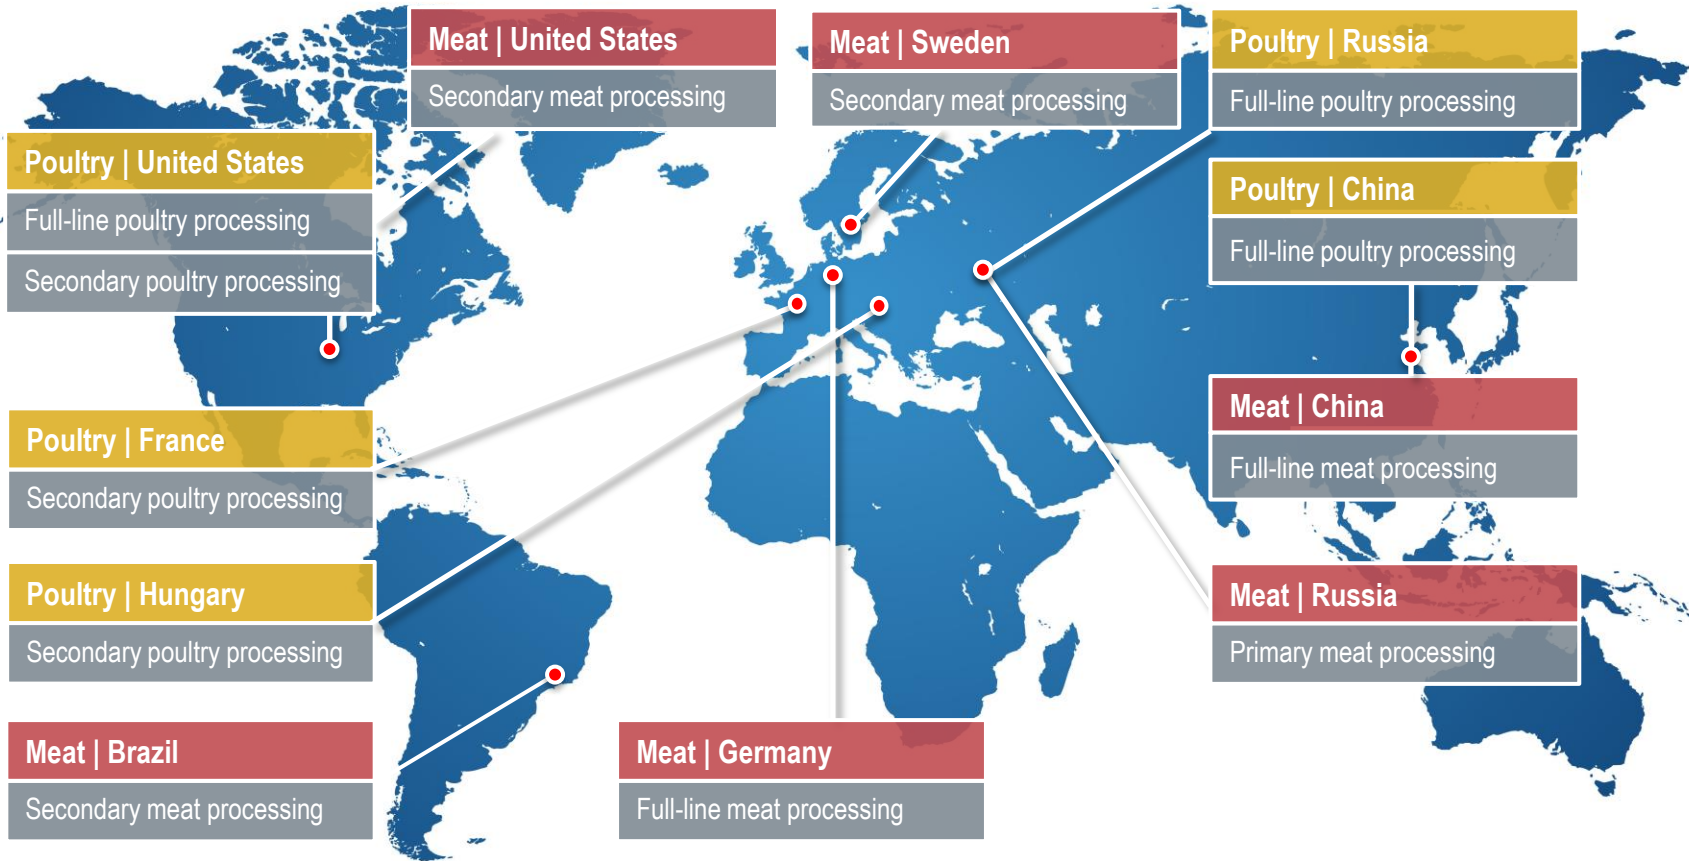 Meat | United States
Secondary meat processing
Meat | Sweden
Secondary meat processing
Poultry | Russia
Full-line poultry processing
Poultry | United States
Full-line poultry processing
Secondary poultry processing
Poultry | China
Full-line poultry processing
Meat | China
Full-line meat processing
Poultry | France
Secondary poultry processing
Poultry | Hungary
Secondary poultry processing
Meat | Russia
Primary meat processing
Meat | Brazil
Secondary meat processing
Meat | Germany
Full-line meat processing